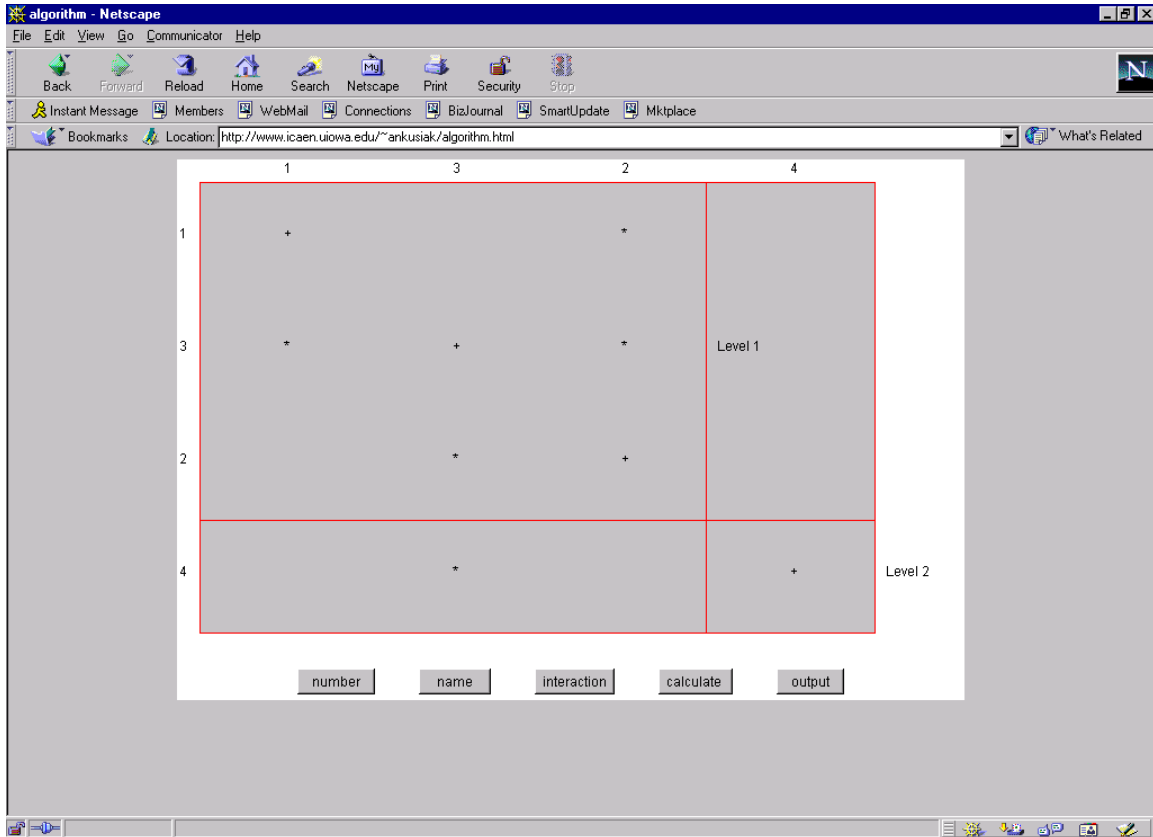 algorithm - Netscape
File Edit View Go Communicator Help
Back Forward Reload Home Search Netscape Print Security Stop
My
N
Instant Message Members WebMail Connections BizJournal SmartUpdate Mktplace
Bookmarks Location: http://www.icaen.uiowa.edu/~ankusiak/algorithm.html What's Related
1 3 2 4
1 + *
3 * + * Level 1
2 * +
4 * + Level 2
number name interaction calculate output